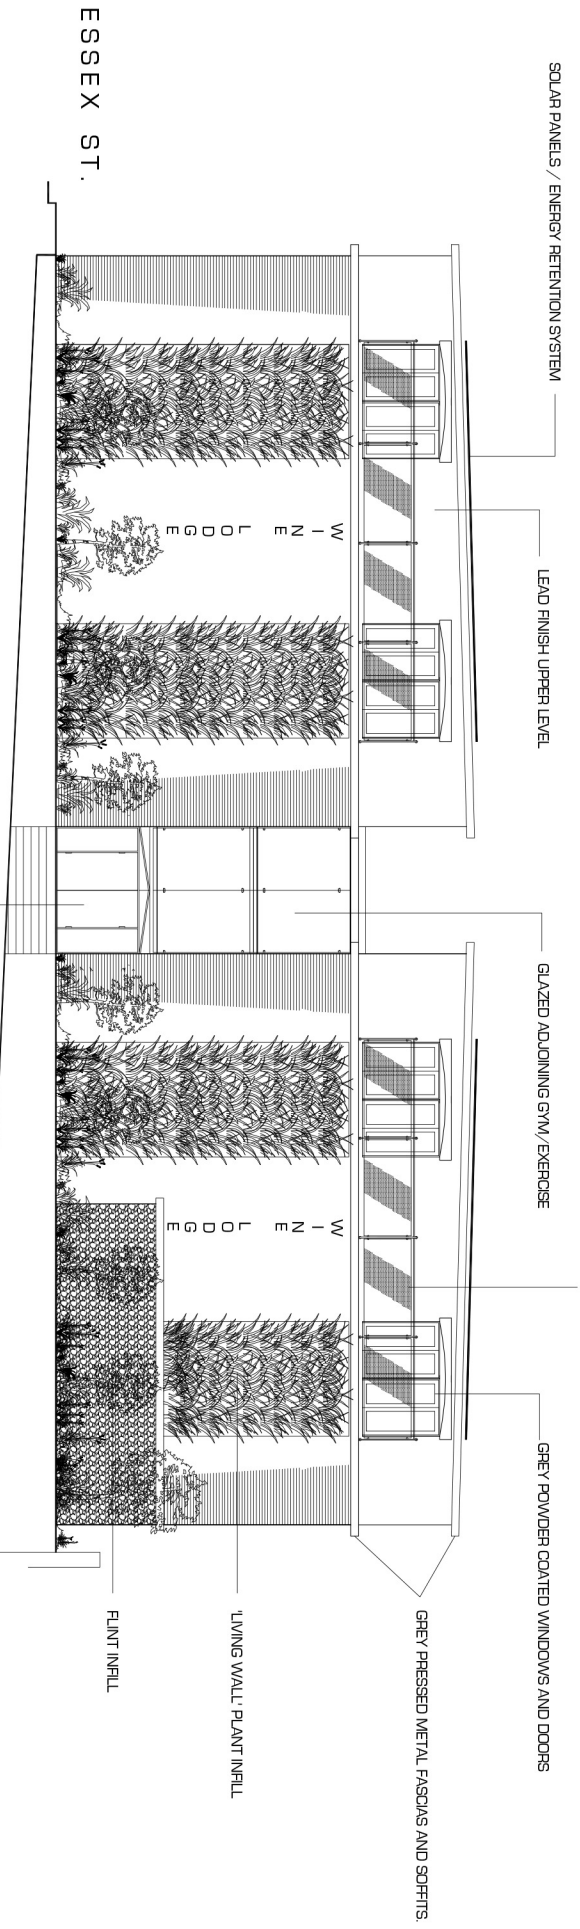 SOLAR PANELS / ENERGY RETENTION SYSTEM
LEAD FINISH UPPER LEVEL
GLAZED ADJOINING GYM/EXERCISE
GREY POWDER COATED WINDOWS AND DOORS
GREY PRESSED METAL FASCIAS AND SOFFITS.
WINE
LODGE
WINE
LODGE
'LIVING WALL' PLANT INFILL
FLINT INFILL
ESSEX ST.